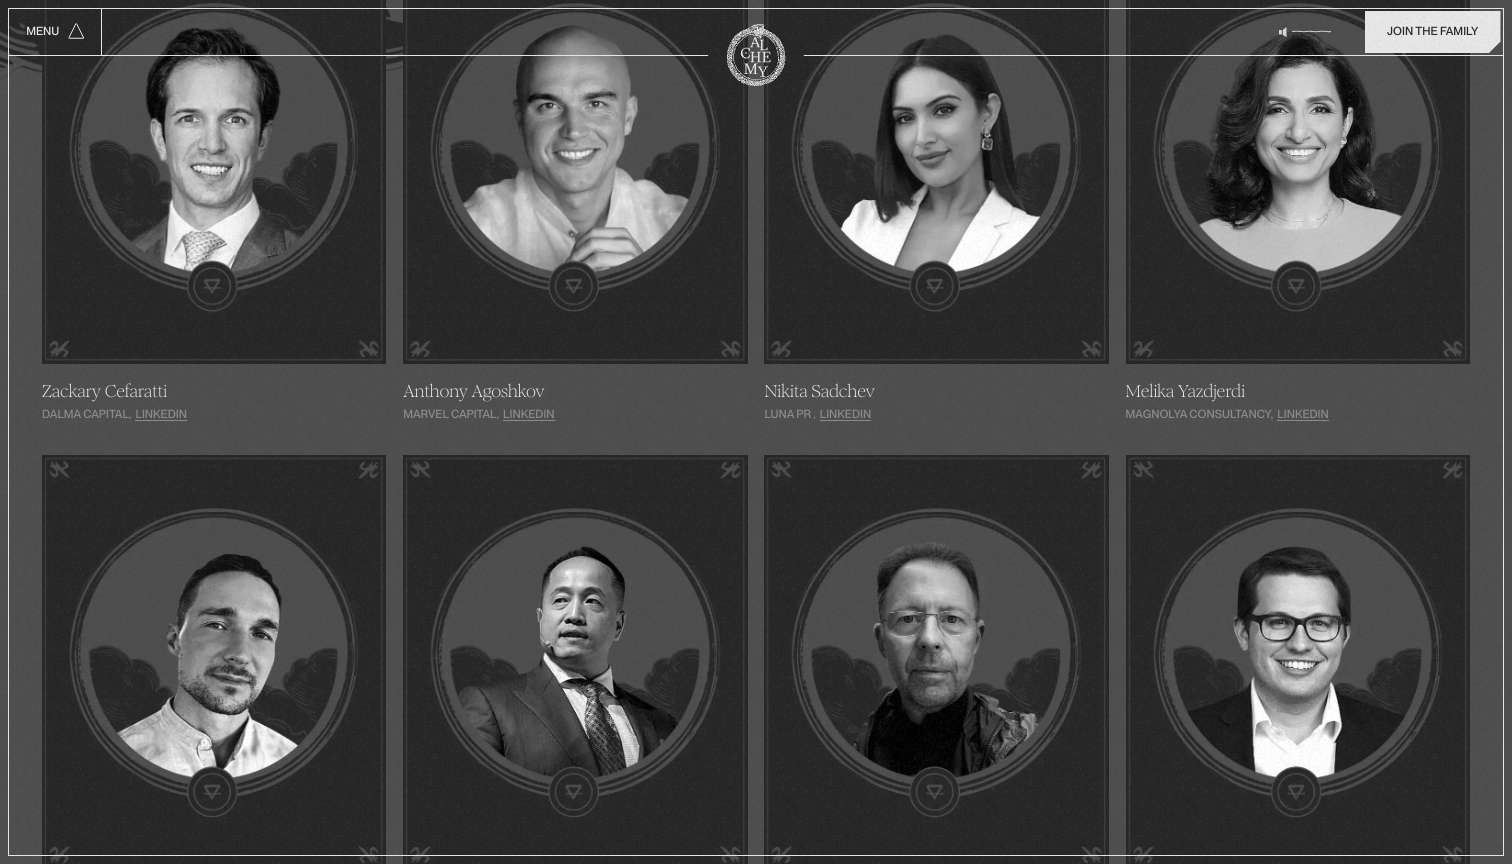 MENU
AL
CHE
MY
JOIN THE FAMILY
Zackary Cefaratti
DALMA CAPITAL, LINKEDIN
Anthony Agoshkov
MARVEL CAPITAL, LINKEDIN
Nikita Sadchev
LUNA PR , LINKEDIN
Melika Yazdjerdi
MAGNOLYA CONSULTANCY, LINKEDIN